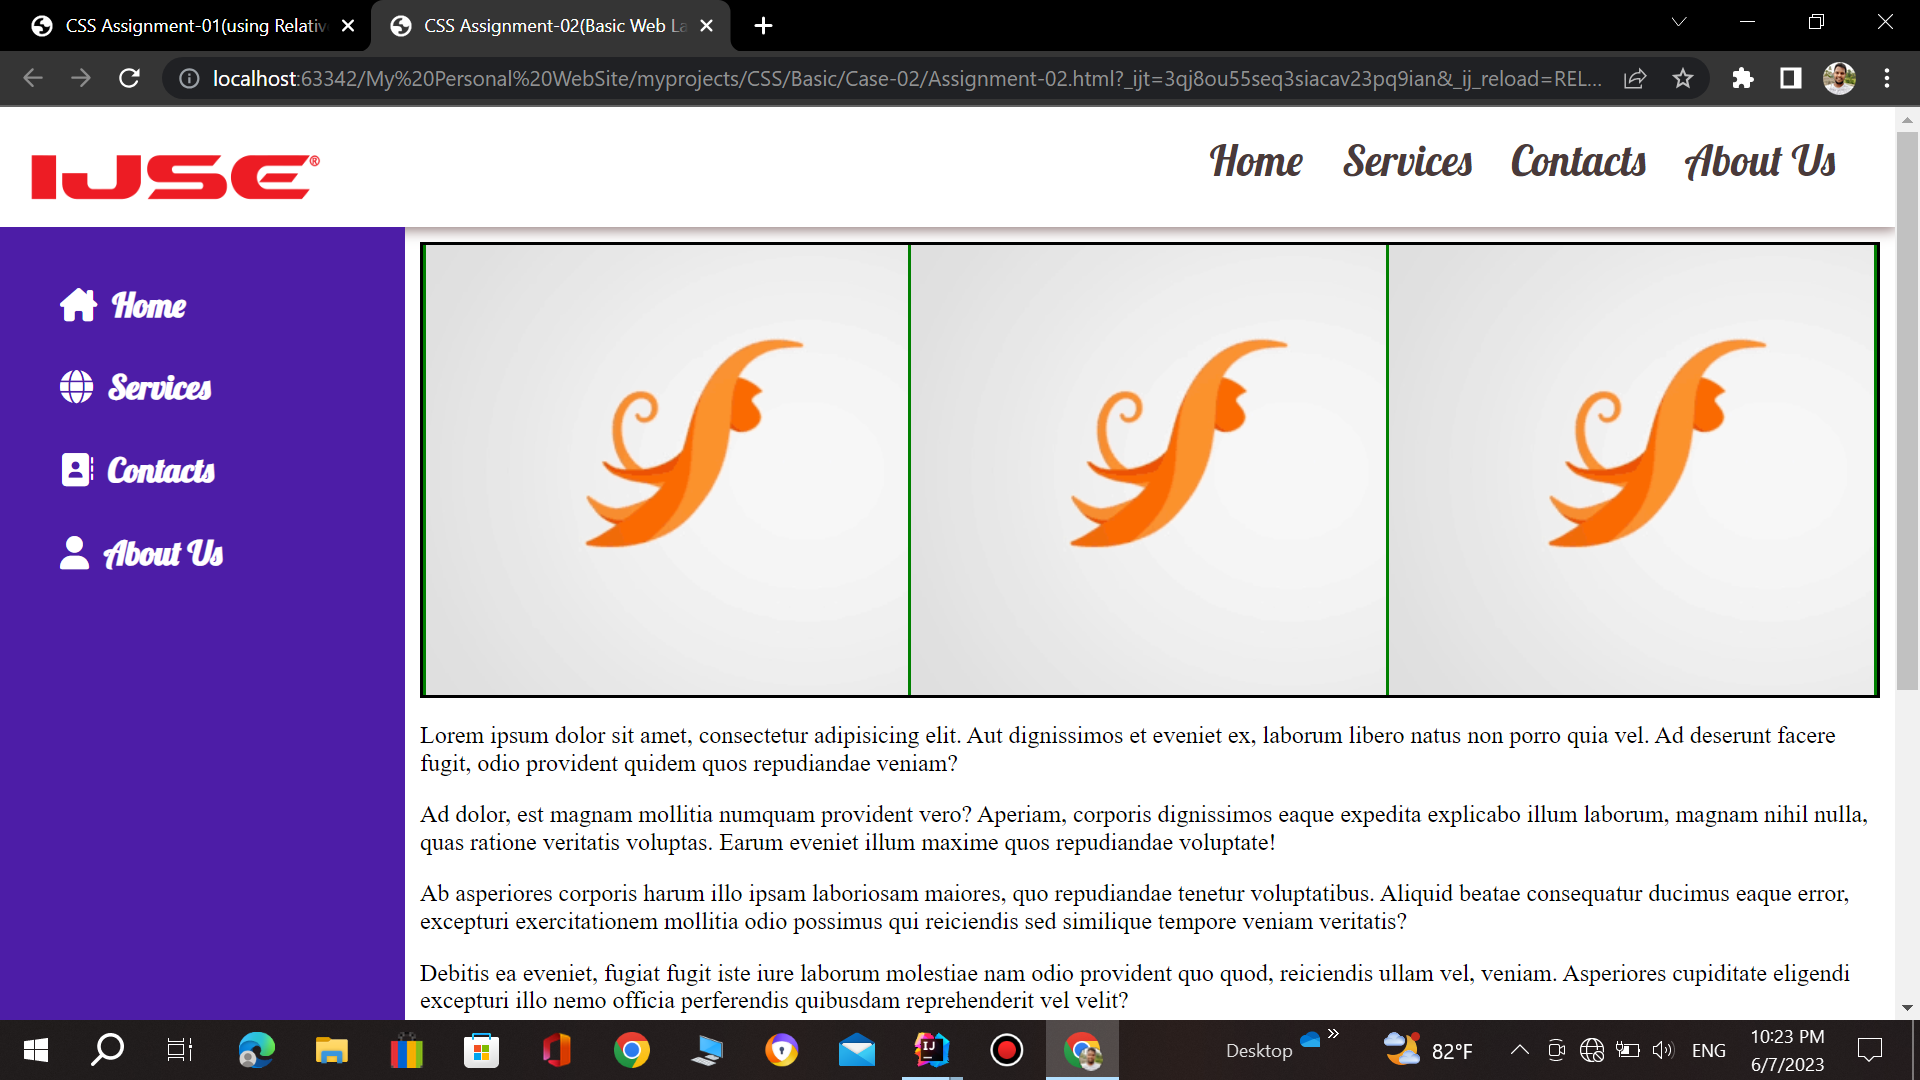 CSS Assignment-01(using Relativ
CSS Assignment-02(Basic Web La
localhost:63342/My%20Personal%20WebSite/myprojects/CSS/Basic/Case-02/Assignment-02.html?_ijt=3qj8ou55seq3siacav23pq9ian&_ij_reload=REL...
IJSE®
Home Services Contacts About Us
Home
Services
Contacts
About Us
Lorem ipsum dolor sit amet, consectetur adipisicing elit. Aut dignissimos et eveniet ex, laborum libero natus non porro quia vel. Ad deserunt facere
fugit, odio provident quidem quos repudiandae veniam?
Ad dolor, est magnam mollitia numquam provident vero? Aperiam, corporis dignissimos eaque expedita explicabo illum laborum, magnam nihil nulla,
quas ratione veritatis voluptas. Earum eveniet illum maxime quos repudiandae voluptate!
Ab asperiores corporis harum illo ipsam laboriosam maiores, quo repudiandae tenetur voluptatibus. Aliquid beatae consequatur ducimus eaque error,
excepturi exercitationem mollitia odio possimus qui reiciendis sed similique tempore veniam veritatis?
Debitis ea eveniet, fugiat fugit iste iure laborum molestiae nam odio provident quo quod, reiciendis ullam vel, veniam. Asperiores cupiditate eligendi
excepturi illo nemo officia perferendis quibusdam reprehenderit vel velit?
IJ
Desktop
82°F
ENG
10:23 PM
6/7/2023